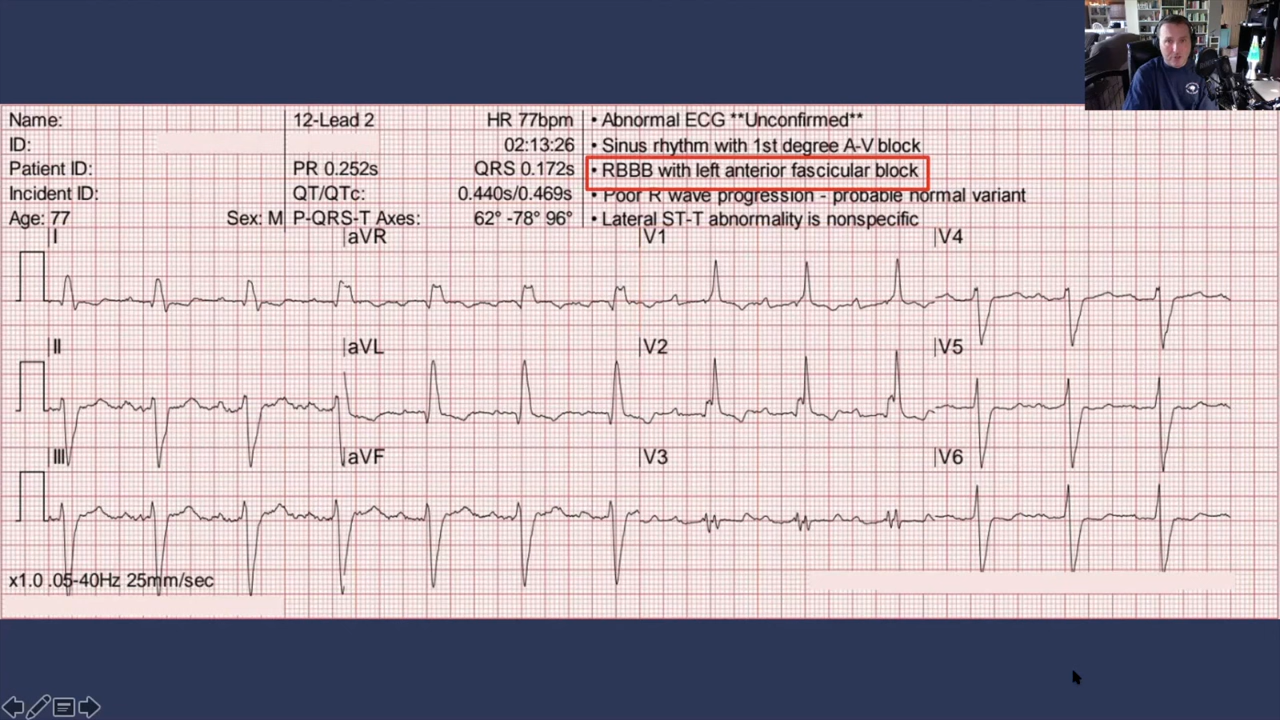 Name:
ID:
Patient ID:
Incident ID:
Age: 77 Sex: M
12-Lead 2 HR 77bpm
02:13:26
PR 0.252s QRS 0.172s
QT/QTc: 0.440s/0.469s
P-QRS-T Axes: 62° -78° 96°
• Abnormal ECG **Unconfirmed**
• Sinus rhythm with 1st degree A-V block
• RBBB with left anterior fascicular block
• Poor R wave progression - probable normal variant
• Lateral ST-T abnormality is nonspecific
I aVR V1 V4
II aVL V2 V5
III aVF V3 V6
x1.0 .05-40Hz 25mm/sec